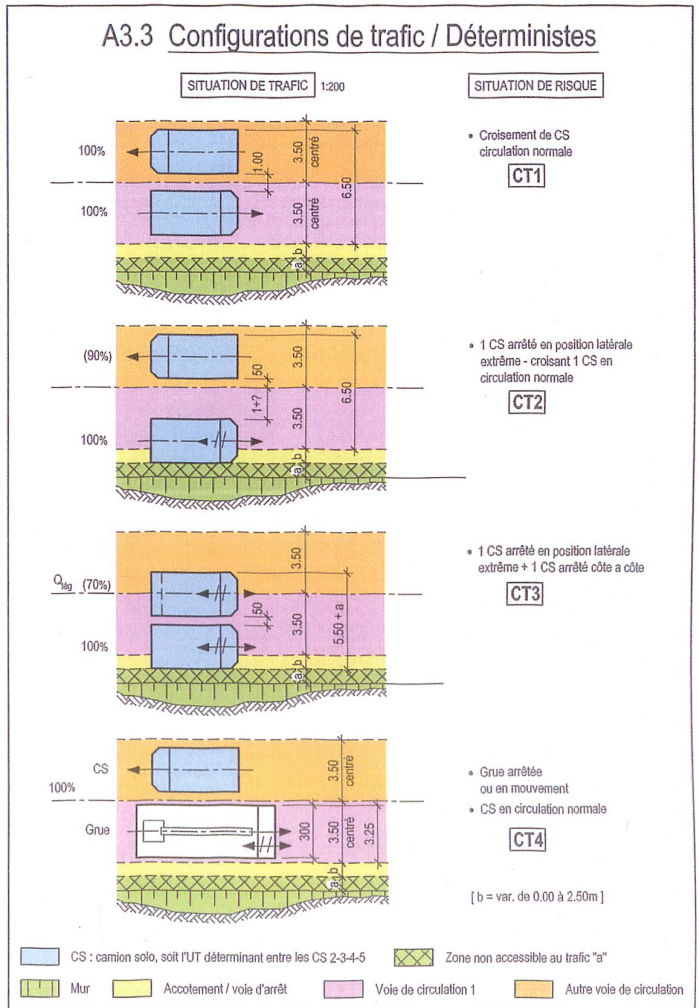 A3.3 Configurations de trafic / Déterministes
SITUATION DE TRAFIC 1:200
SITUATION DE RISQUE
100%
100%
1.00
3.50
centré
3.50
centré
6.50
b
a
• Croisement de CS
circulation normale
CT1
(90%)
100%
50
1+?
3.50
3.50
6.50
b
a
• 1 CS arrêté en position latérale
extrême - croisant 1 CS en
circulation normale
CT2
Qlég (70%)
100%
50
3.50
3.50
5.50 + a
b
a
• 1 CS arrêté en position latérale
extrême + 1 CS arrêté côte a côte
CT3
CS
100%
Grue
3.50
centré
300
3.50
centré
3.25
b
a
• Grue arrêtée
ou en mouvement
• CS en circulation normale
CT4
[ b = var. de 0.00 à 2.50m ]
CS : camion solo, soit l'UT déterminant entre les CS 2-3-4-5
Zone non accessible au trafic "a"
Mur
Accotement / voie d'arrêt
Voie de circulation 1
Autre voie de circulation